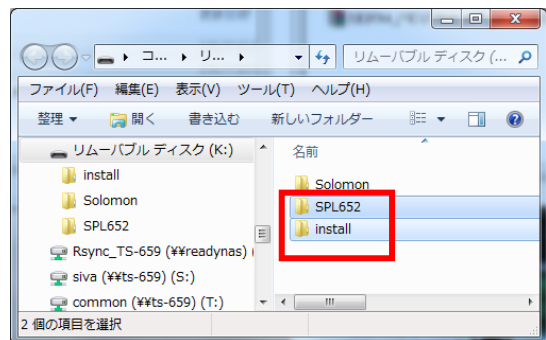 コ... リ... リムーバブル ディスク (...
ファイル(F) 編集(E) 表示(V) ツール(T) ヘルプ(H)
整理 開く 書き込む 新しいフォルダー
リムーバブル ディスク (K:)
install
Solomon
SPL652
Rsync_TS-659 (¥¥readynas)
siva (¥¥ts-659) (S:)
common (¥¥ts-659) (T:)
名前
Solomon
SPL652
install
2 個の項目を選択